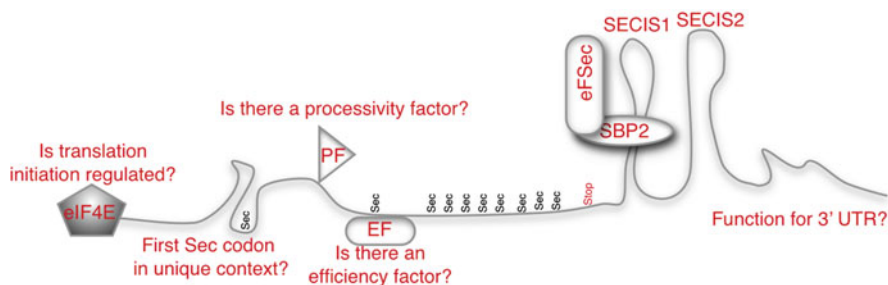 SECIS1
SECIS2
eFSec
SBP2
Is there a processivity factor?
PF
Is translation
initiation regulated?
eIF4E
Sec
First Sec codon
in unique context?
Sec
EF
Is there an
efficiency factor?
Sec
Sec
Sec
Sec
Sec
Sec
Sec
Stop
Function for 3' UTR?